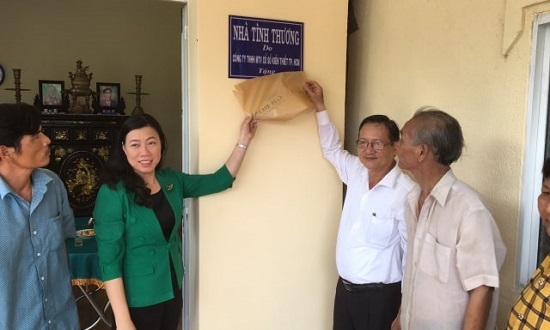 NHÀ TÌNH THƯƠNG
Do
CÔNG TY TNHH MTV XỔ SỐ KIẾN THIẾT TP. HCM
Tặng